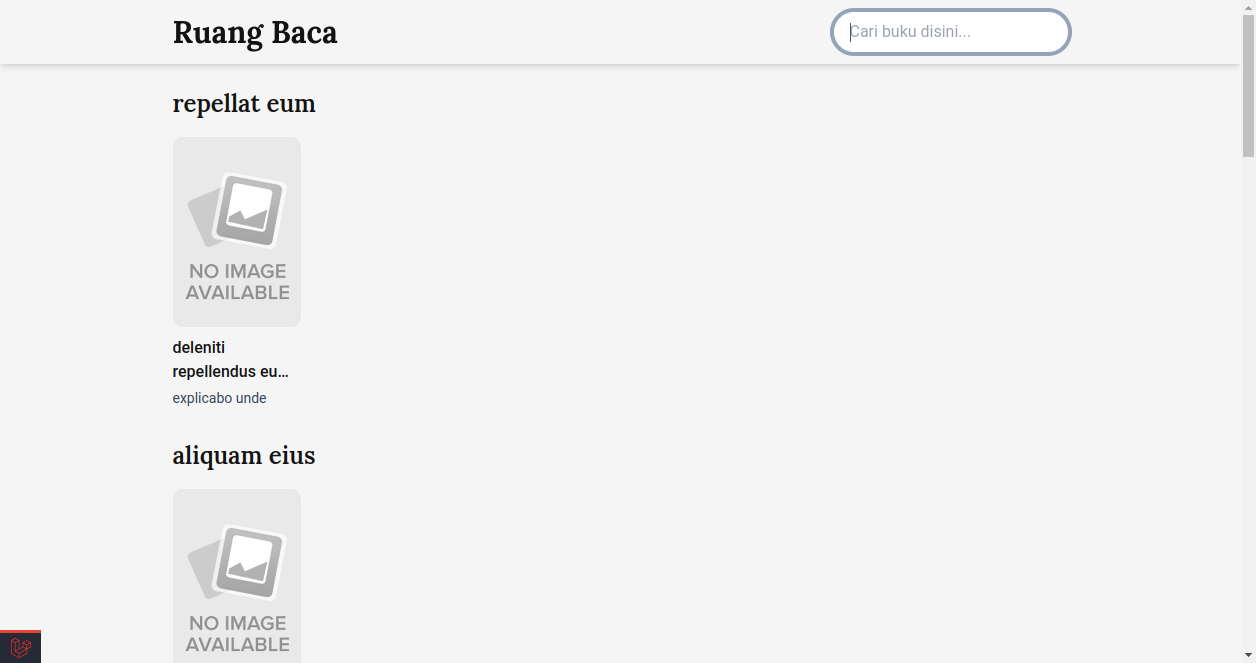 Ruang Baca
Cari buku disini...
repellat eum
NO IMAGE
AVAILABLE
deleniti
repellendus eu...
explicabo unde
aliquam eius
NO IMAGE
AVAILABLE